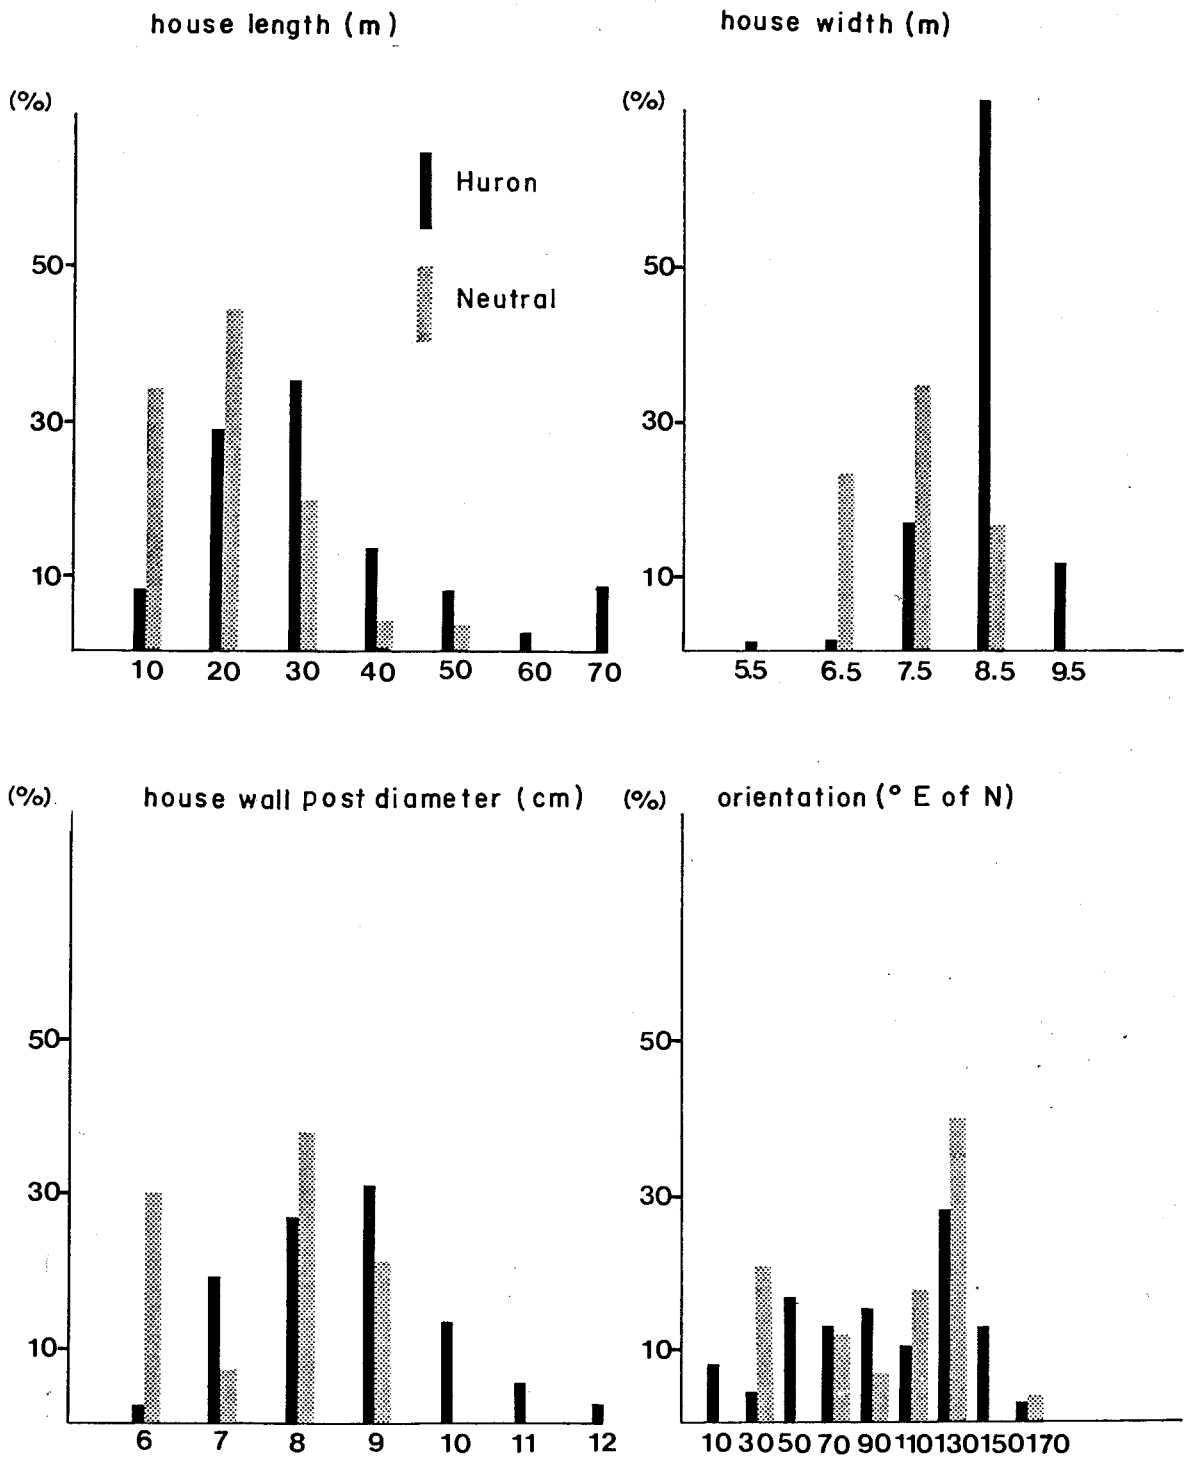 house length (m)
(%)
Huron
Neutral
50
30
10
10 20 30 40 50 60 70
house width (m)
(%)
50
30
10
5.5 6.5 7.5 8.5 9.5
house wall post diameter (cm)
(%)
50
30
10
6 7 8 9 10 11 12
orientation (° E of N)
(%)
50
30
10
10 30 50 70 90 110 130 150 170